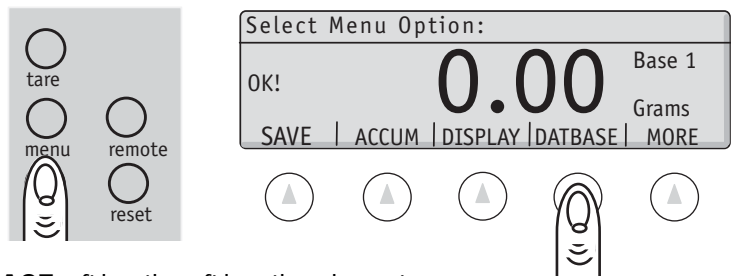 tare
menu
remote
reset
Select Menu Option:
OK!
0.00
Base 1
Grams
SAVE | ACCUM | DISPLAY | DATBASE | MORE